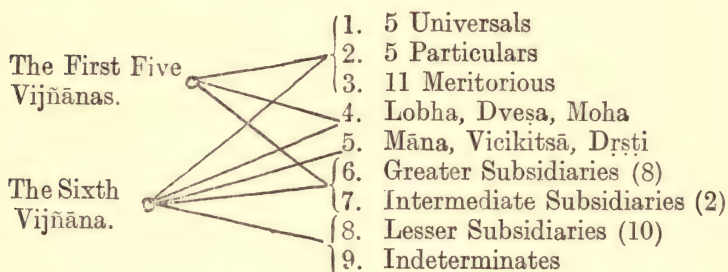 1. 5 Universals
2. 5 Particulars
The First Five
Vijñānas.
3. 11 Meritorious
4. Lobha, Dveṣa, Moha
5. Māna, Vicikitsā, Dṛṣti
6. Greater Subsidiaries (8)
The Sixth
Vijñāna.
7. Intermediate Subsidiaries (2)
8. Lesser Subsidiaries (10)
9. Indeterminates